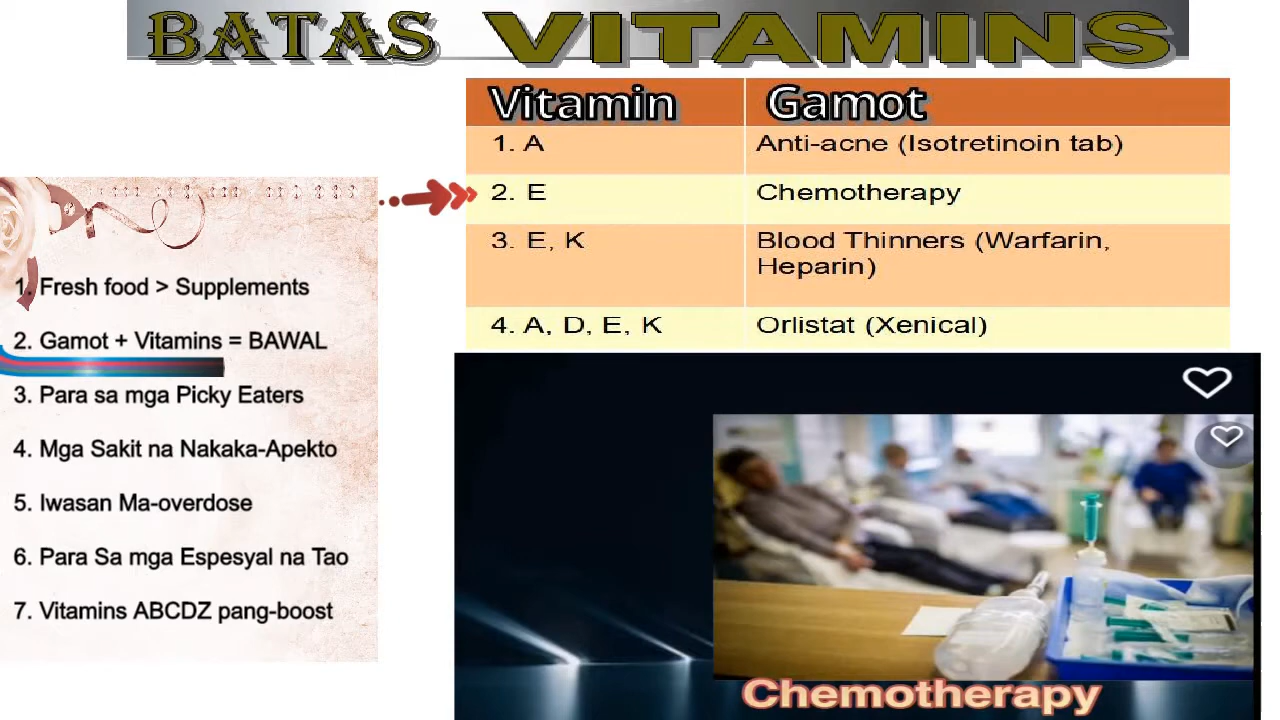 BATAS VITAMINS
Vitamin Gamot
1. A Anti-acne (Isotretinoin tab)
2. E Chemotherapy
3. E, K Blood Thinners (Warfarin,
Heparin)
4. A, D, E, K Orlistat (Xenical)
1. Fresh food > Supplements
2. Gamot + Vitamins = BAWAL
3. Para sa mga Picky Eaters
4. Mga Sakit na Nakaka-Apekto
5. Iwasan Ma-overdose
6. Para Sa mga Espesyal na Tao
7. Vitamins ABCDZ pang-boost
Chemotherapy